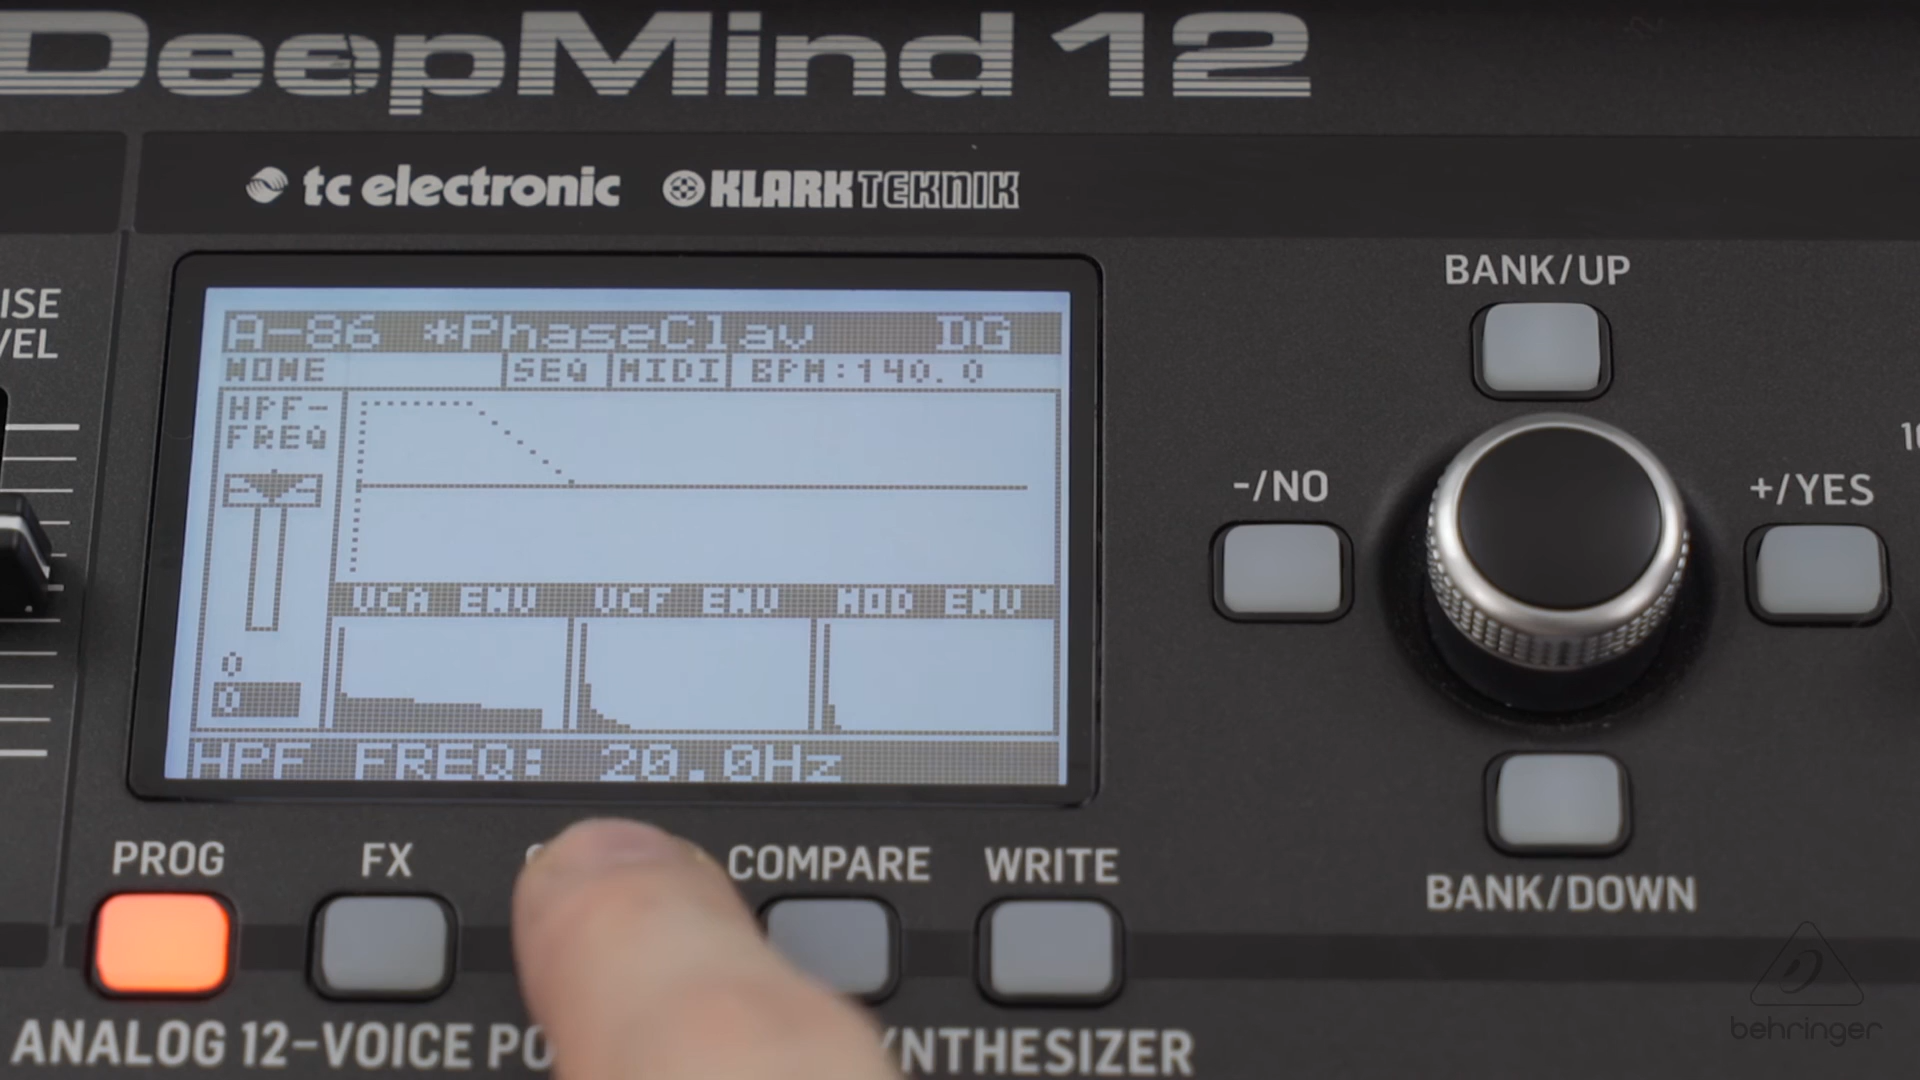 DeepMind 12
tc electronic KLARK TEKNIK
ISE
VEL
A-86 *PhaseClav DG
NONE SEQ MIDI BPM:140.0
HPF-
FREQ
VCA ENV VCF ENV MOD ENV
0
0
HPF FREQ: 20.0Hz
BANK/UP
-/NO
+/YES
BANK/DOWN
PROG FX COMPARE WRITE
ANALOG 12-VOICE PO YNTHESIZER
behringer